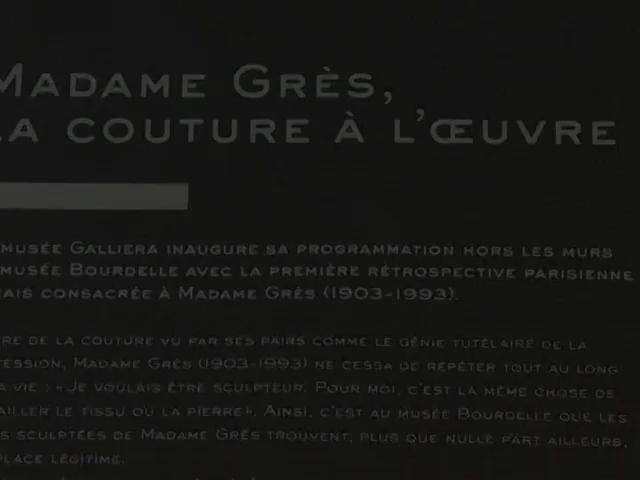 MADAME GRÈS,
LA COUTURE À L'ŒUVRE
MUSÉE GALLIERA INAUGURE SA PROGRAMMATION HORS LES MURS
MUSÉE BOURDELLE AVEC LA PREMIÈRE RÉTROSPECTIVE PARISIENNE
AIS CONSACRÉE À MADAME GRÈS (1903-1993).
RE DE LA COUTURE VU PAR SES PAIRS COMME LE GÉNIE TUTÉLAIRE DE LA
ESSION, MADAME GRÈS (1903-1993) NE CESSA DE RÉPÉTER TOUT AU LONG
A VIE : « JE VOULAIS ÊTRE SCULPTEUR. POUR MOI, C'EST LA MÊME CHOSE DE
AILLER LE TISSU OU LA PIERRE ». AINSI, C'EST AU MUSÉE BOURDELLE QUE LES
S SCULPTÉES DE MADAME GRÈS TROUVENT, PLUS QUE NULLE PART AILLEURS,
PLACE LÉGITIME.